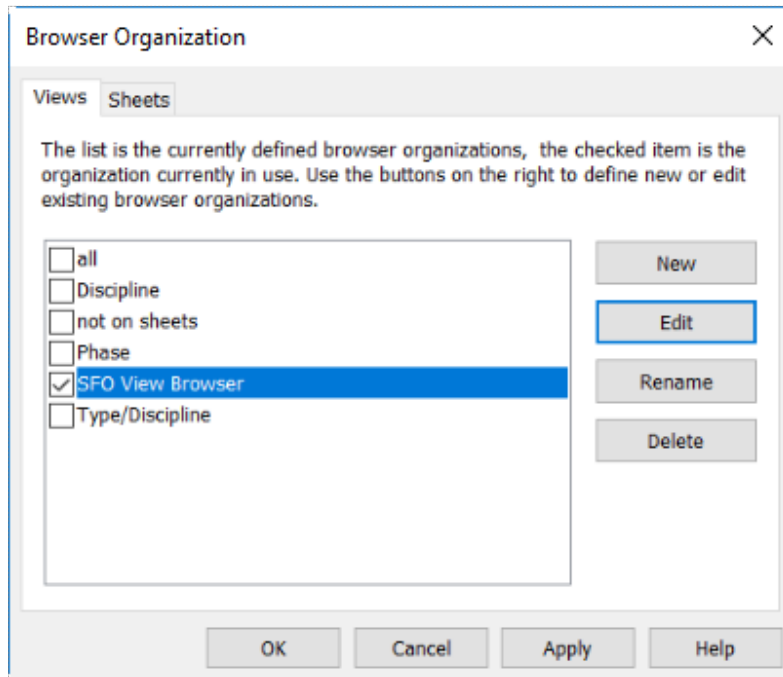 Browser Organization
Views Sheets
The list is the currently defined browser organizations, the checked item is the
organization currently in use. Use the buttons on the right to define new or edit
existing browser organizations.
all
Discipline
not on sheets
Phase
SFO View Browser
Type/Discipline
New
Edit
Rename
Delete
OK Cancel Apply Help